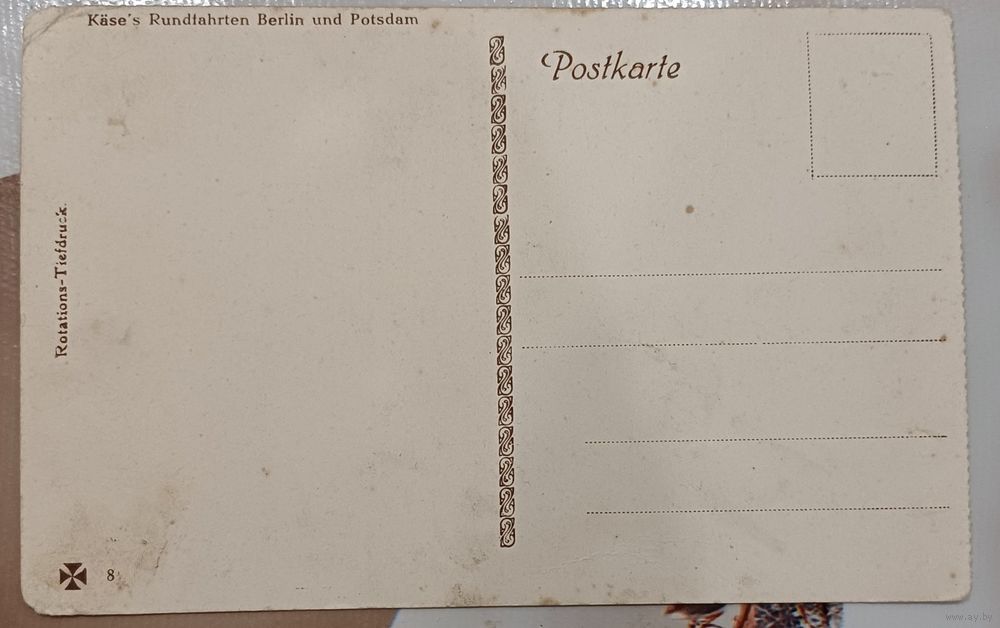 Käse's Rundfahrten Berlin und Potsdam
Postkarte
Rotations-Tiefdruck.
8
www.ay.by